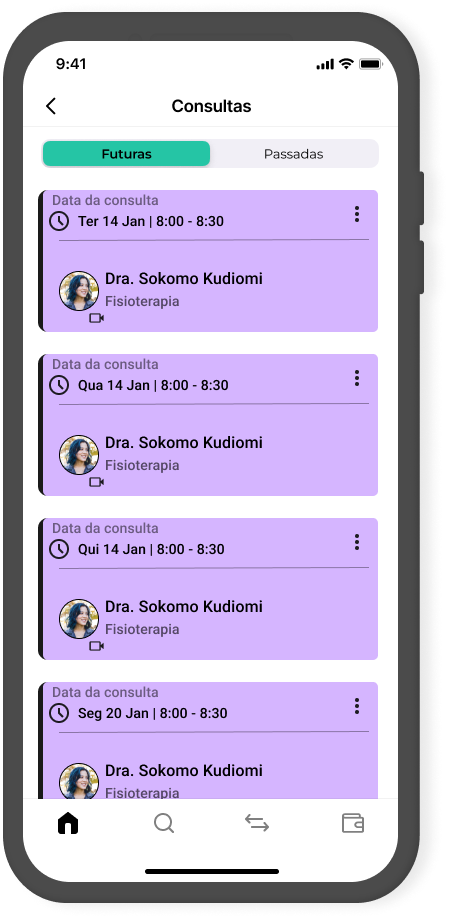 9:41
Consultas
Futuras
Passadas
Data da consulta
Ter 14 Jan | 8:00 - 8:30
Dra. Sokomo Kudiomi
Fisioterapia
Data da consulta
Qua 14 Jan | 8:00 - 8:30
Dra. Sokomo Kudiomi
Fisioterapia
Data da consulta
Qui 14 Jan | 8:00 - 8:30
Dra. Sokomo Kudiomi
Fisioterapia
Data da consulta
Seg 20 Jan | 8:00 - 8:30
Dra. Sokomo Kudiomi
Fisioterapia